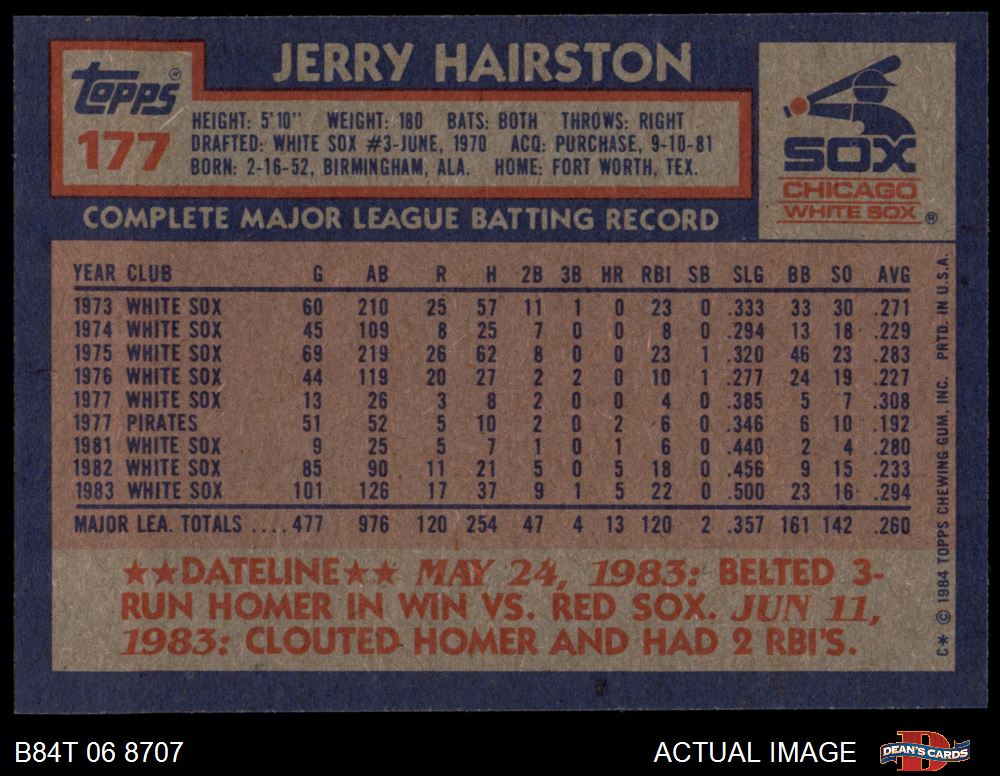 Topps®
177
JERRY HAIRSTON
HEIGHT: 5'10" WEIGHT: 180 BATS: BOTH THROWS: RIGHT
DRAFTED: WHITE SOX #3-JUNE, 1970 ACQ: PURCHASE, 9-10-81
BORN: 2-16-52, BIRMINGHAM, ALA. HOME: FORT WORTH, TEX.
SOX
CHICAGO
WHITE SOX ®
COMPLETE MAJOR LEAGUE BATTING RECORD
YEAR CLUB G AB R H 2B 3B HR RBI SB SLG BB SO AVG
1973 WHITE SOX 60 210 25 57 11 1 0 23 0 .333 33 30 .271
1974 WHITE SOX 45 109 8 25 7 0 0 8 0 .294 13 18 .229
1975 WHITE SOX 69 219 26 62 8 0 0 23 1 .320 46 23 .283
1976 WHITE SOX 44 119 20 27 2 2 0 10 1 .277 24 19 .227
1977 WHITE SOX 13 26 3 8 2 0 0 4 0 .385 5 7 .308
1977 PIRATES 51 52 5 10 2 0 2 6 0 .346 6 10 .192
1981 WHITE SOX 9 25 5 7 1 0 1 6 0 .440 2 4 .280
1982 WHITE SOX 85 90 11 21 5 0 5 18 0 .456 9 15 .233
1983 WHITE SOX 101 126 17 37 9 1 5 22 0 .500 23 16 .294
MAJOR LEA. TOTALS ....477 976 120 254 47 4 13 120 2 .357 161 142 .260
★★DATELINE★★ MAY 24, 1983: BELTED 3-
RUN HOMER IN WIN VS. RED SOX. JUN 11,
1983: CLOUTED HOMER AND HAD 2 RBI'S.
C* © 1984 TOPPS CHEWING GUM, INC. PRTD. IN U.S.A.
B84T 06 8707
ACTUAL IMAGE
D
DEAN'S CARDS